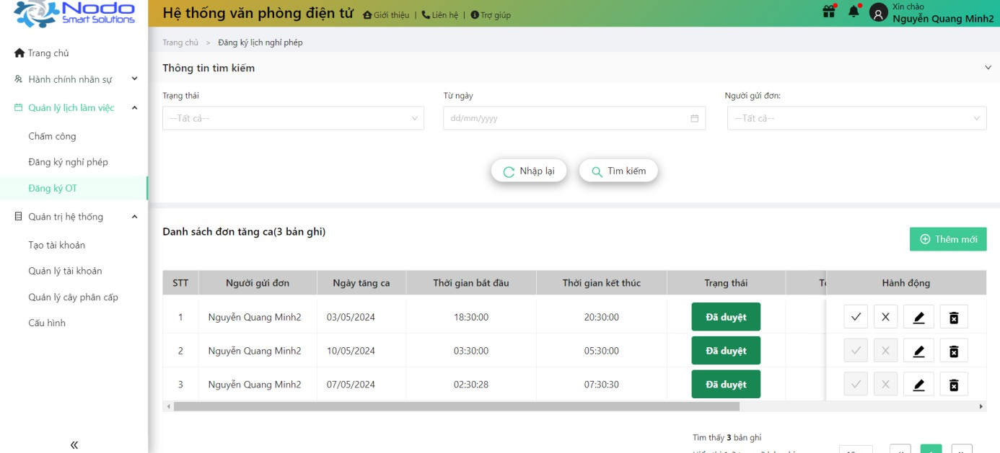 Nodo
Smart Solutions
Hệ thống văn phòng điện tử
Giới thiệu | Liên hệ | Trợ giúp
Xin chào
Nguyễn Quang Minh2
Trang chủ
Hành chính nhân sự
Quản lý lịch làm việc
Chấm công
Đăng ký nghỉ phép
Đăng ký OT
Quản trị hệ thống
Tạo tài khoản
Quản lý tài khoản
Quản lý cây phân cấp
Cấu hình
«
Trang chủ > Đăng ký lịch nghỉ phép
Thông tin tìm kiếm
Trạng thái Từ ngày Người gửi đơn:
--Tất cả-- dd/mm/yyyy --Tất cả--
Nhập lại Tìm kiếm
Danh sách đơn tăng ca(3 bản ghi)
Thêm mới
STT Người gửi đơn Ngày tăng ca Thời gian bắt đầu Thời gian kết thúc Trạng thái Hành động
1 Nguyễn Quang Minh2 03/05/2024 18:30:00 20:30:00 Đã duyệt
2 Nguyễn Quang Minh2 10/05/2024 03:30:00 05:30:00 Đã duyệt
3 Nguyễn Quang Minh2 07/05/2024 02:30:28 07:30:30 Đã duyệt
Tìm thấy 3 bản ghi